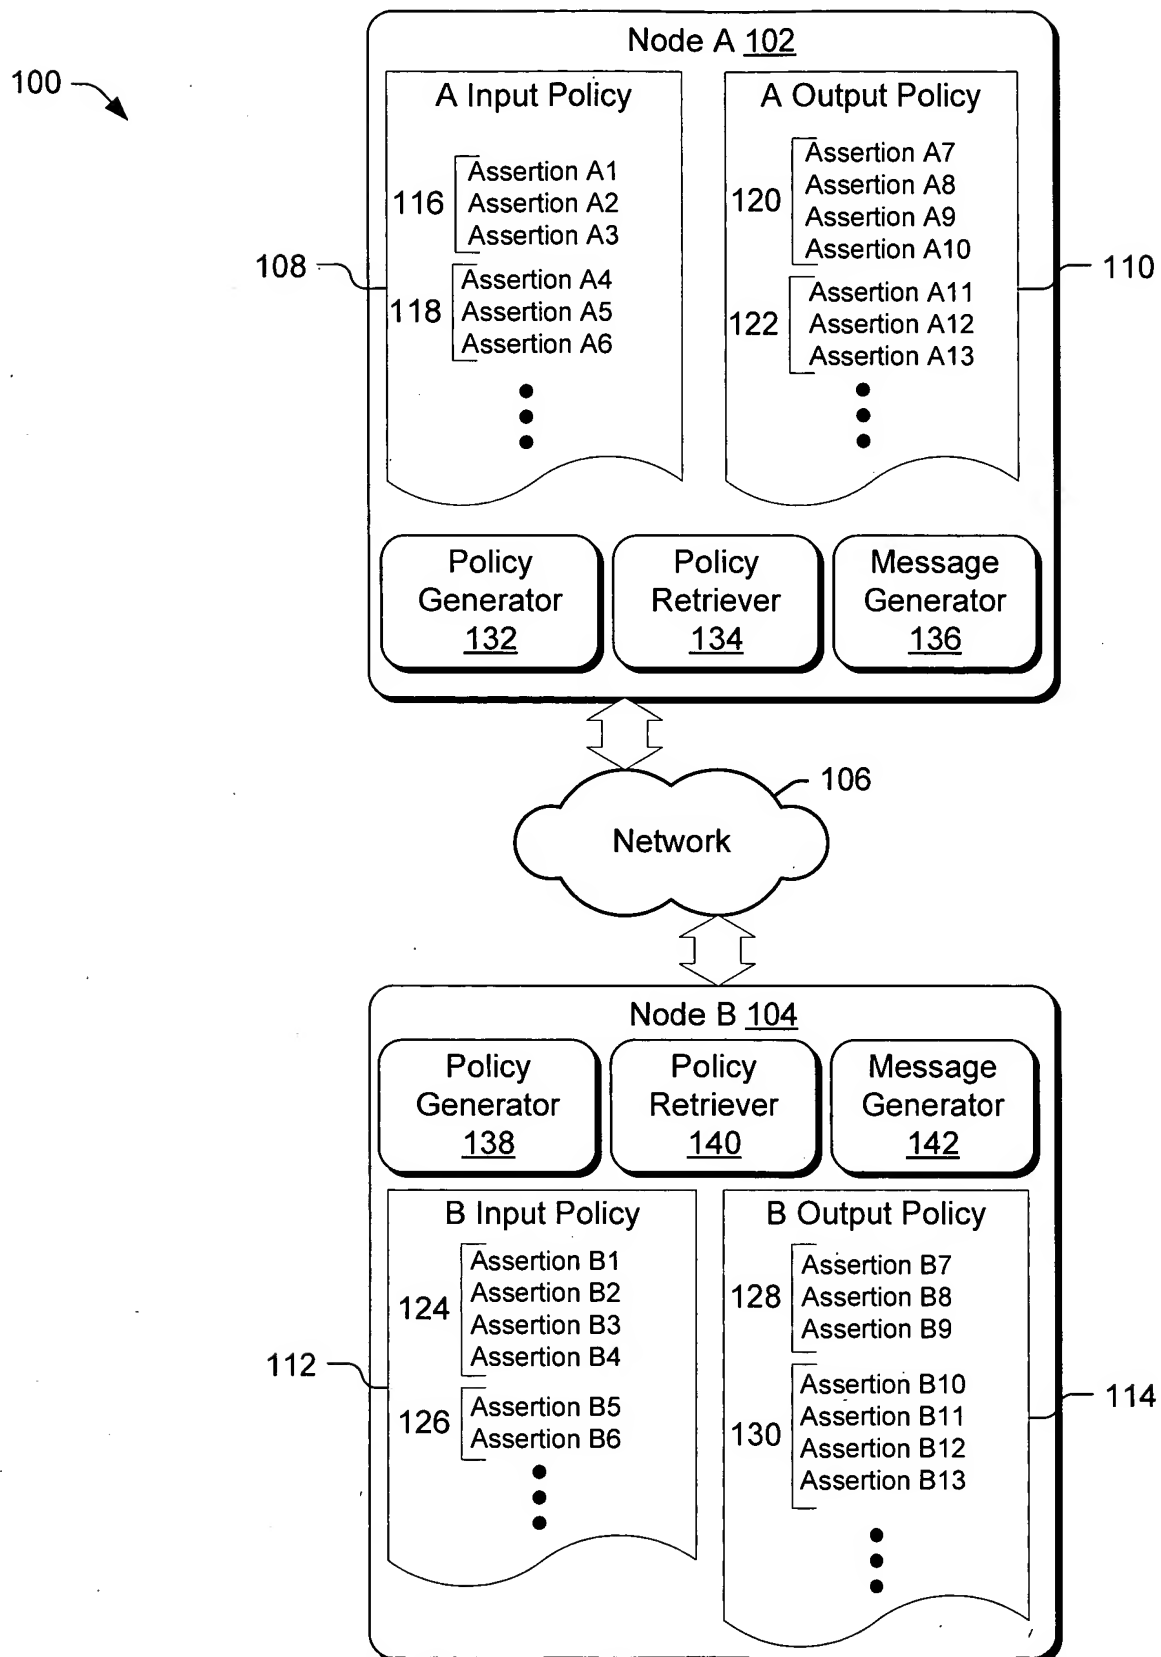 100
Node A 102
A Input Policy
116
Assertion A1
Assertion A2
Assertion A3
108
118
Assertion A4
Assertion A5
Assertion A6
A Output Policy
120
Assertion A7
Assertion A8
Assertion A9
Assertion A10
110
122
Assertion A11
Assertion A12
Assertion A13
Policy
Generator
132
Policy
Retriever
134
Message
Generator
136
106
Network
Node B 104
Policy
Generator
138
Policy
Retriever
140
Message
Generator
142
B Input Policy
124
Assertion B1
Assertion B2
Assertion B3
Assertion B4
112
126
Assertion B5
Assertion B6
B Output Policy
128
Assertion B7
Assertion B8
Assertion B9
114
130
Assertion B10
Assertion B11
Assertion B12
Assertion B13